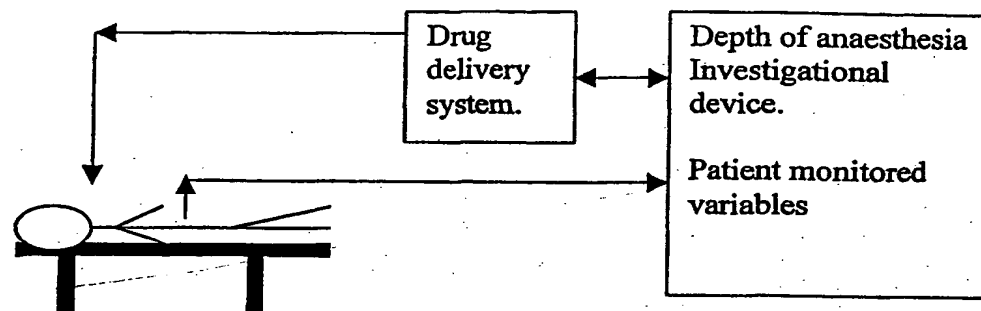 Drug
delivery
system.
Depth of anaesthesia
Investigational
device.
Patient monitored
variables